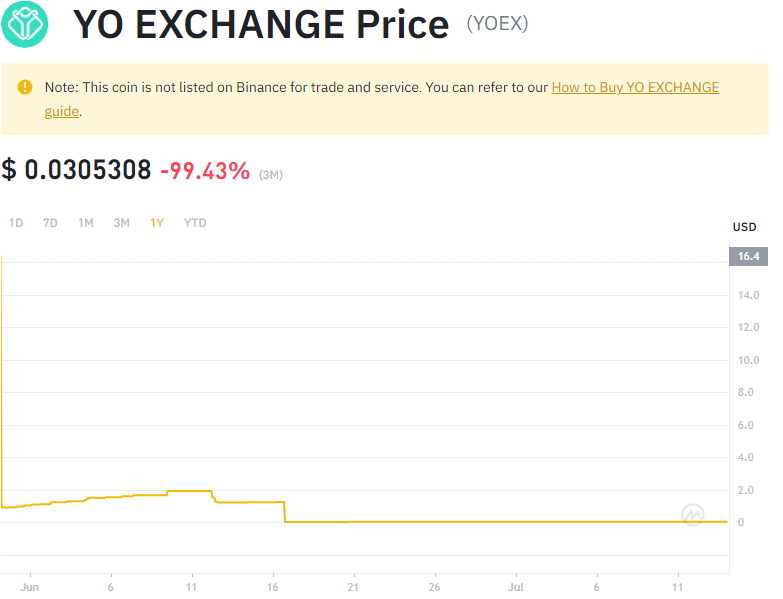 YO EXCHANGE Price (YOEX)
Note: This coin is not listed on Binance for trade and service. You can refer to our How to Buy YO EXCHANGE
guide.
$ 0.0305308 -99.43% (3M)
1D 7D 1M 3M 1Y YTD
USD
16.4
14.0
12.0
10.0
8.0
6.0
4.0
2.0
0
Jun 6 11 16 21 26 Jul 6 11